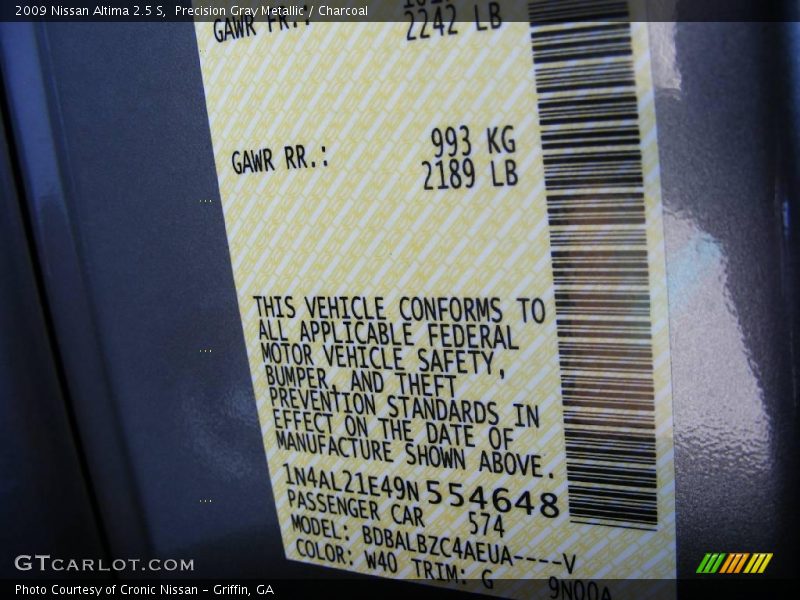 2009 Nissan Altima 2.5 S, Precision Gray Metallic / Charcoal
GAWR FR.:
2242 LB
GAWR RR.: 993 KG
2189 LB
THIS VEHICLE CONFORMS TO
ALL APPLICABLE FEDERAL
MOTOR VEHICLE SAFETY,
BUMPER, AND THEFT
PREVENTION STANDARDS IN
EFFECT ON THE DATE OF
MANUFACTURE SHOWN ABOVE.
1N4AL21E49N554648
PASSENGER CAR 574
MODEL: BDBALBZC4AEUA----V
COLOR: W40 TRIM: G
9N00A
GTCARLOT.COM
Photo Courtesy of Cronic Nissan - Griffin, GA